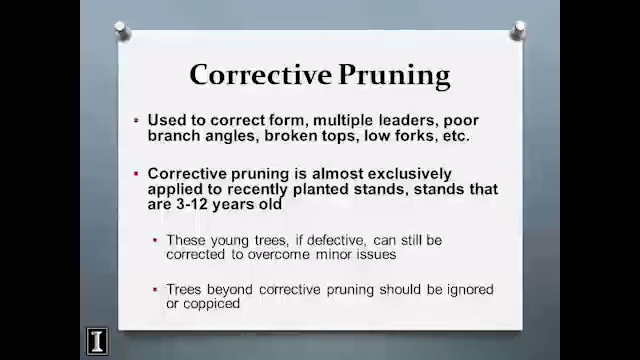 Corrective Pruning
Used to correct form, multiple leaders, poor
branch angles, broken tops, low forks, etc.
Corrective pruning is almost exclusively
applied to recently planted stands, stands that
are 3-12 years old
These young trees, if defective, can still be
corrected to overcome minor issues
Trees beyond corrective pruning should be ignored
or coppiced
I